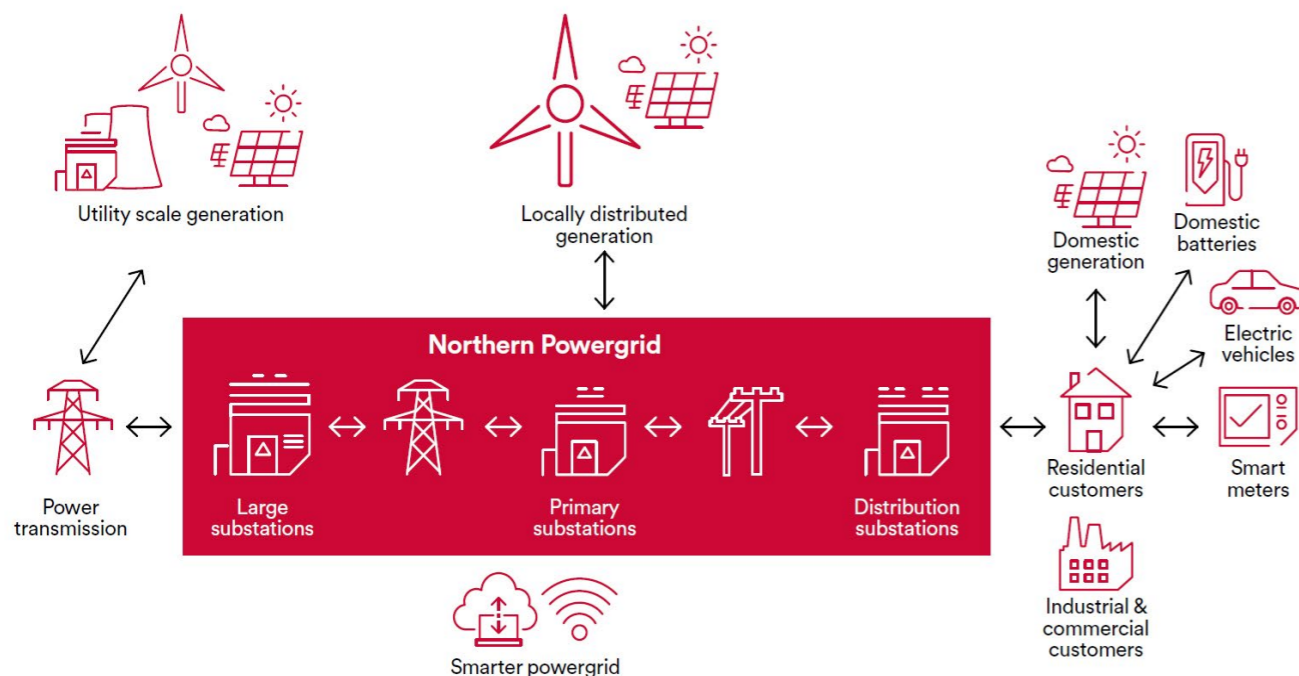 Utility scale generation
Locally distributed
generation
Domestic
generation
Domestic
batteries
Electric
vehicles
Northern Powergrid
Power
transmission
Large
substations
Primary
substations
Distribution
substations
Residential
customers
Smart
meters
Industrial &
commercial
customers
Smarter powergrid